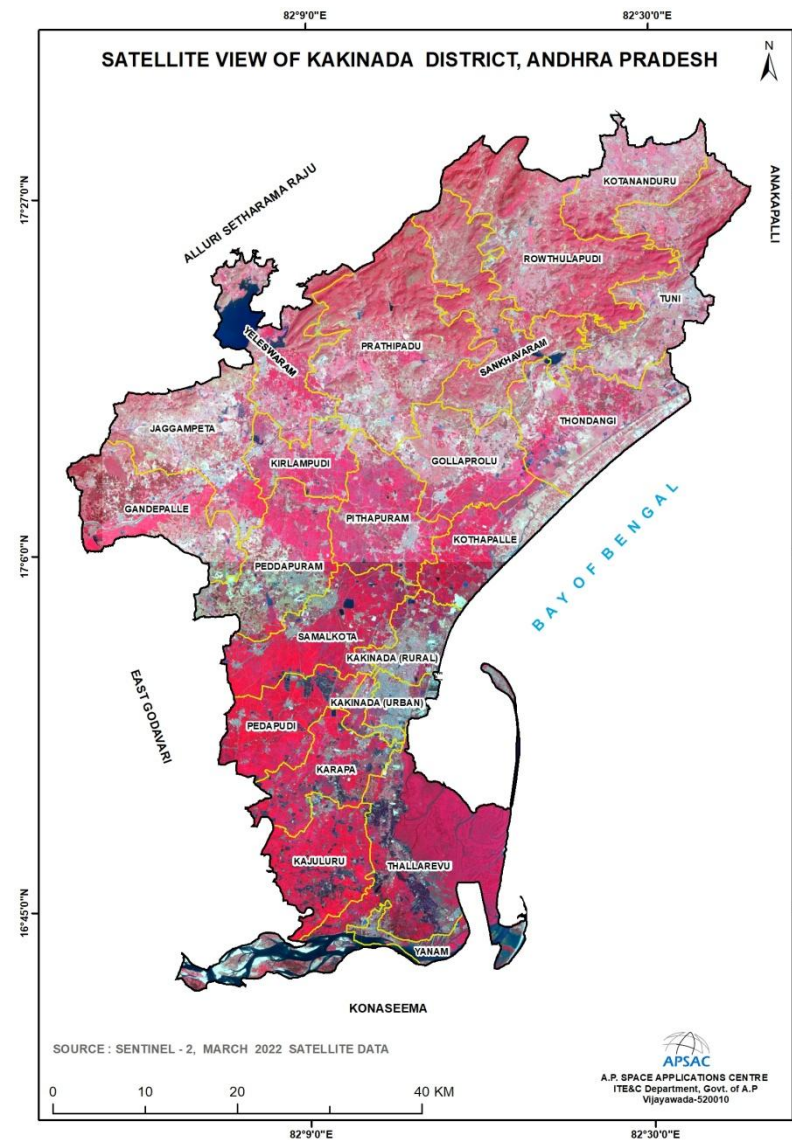 82°9'0"E
82°30'0"E
SATELLITE VIEW OF KAKINADA DISTRICT, ANDHRA PRADESH
N
17°27'0"N
17°6'0"N
16°45'0"N
ALLURI SETHARAMA RAJU
ANAKAPALLI
KOTANANDURU
ROWTHULAPUDI
TUNI
YELESWARAM
PRATHIPADU
SANKHAVARAM
THONDANGI
JAGGAMPETA
KIRLAMPUDI
GOLLAPROLU
GANDEPALLE
PITHAPURAM
KOTHAPALLE
BAY OF BENGAL
PEDDAPURAM
SAMALKOTA
KAKINADA (RURAL)
EAST GODAVARI
KAKINADA (URBAN)
PEDAPUDI
KARAPA
KAJULURU
THALLAREVU
YANAM
KONASEEMA
SOURCE : SENTINEL - 2, MARCH 2022 SATELLITE DATA
0 10 20 40 KM
APSAC
A.P. SPACE APPLICATIONS CENTRE
ITE&C Department, Govt. of A.P
Vijayawada-520010
82°9'0"E
82°30'0"E